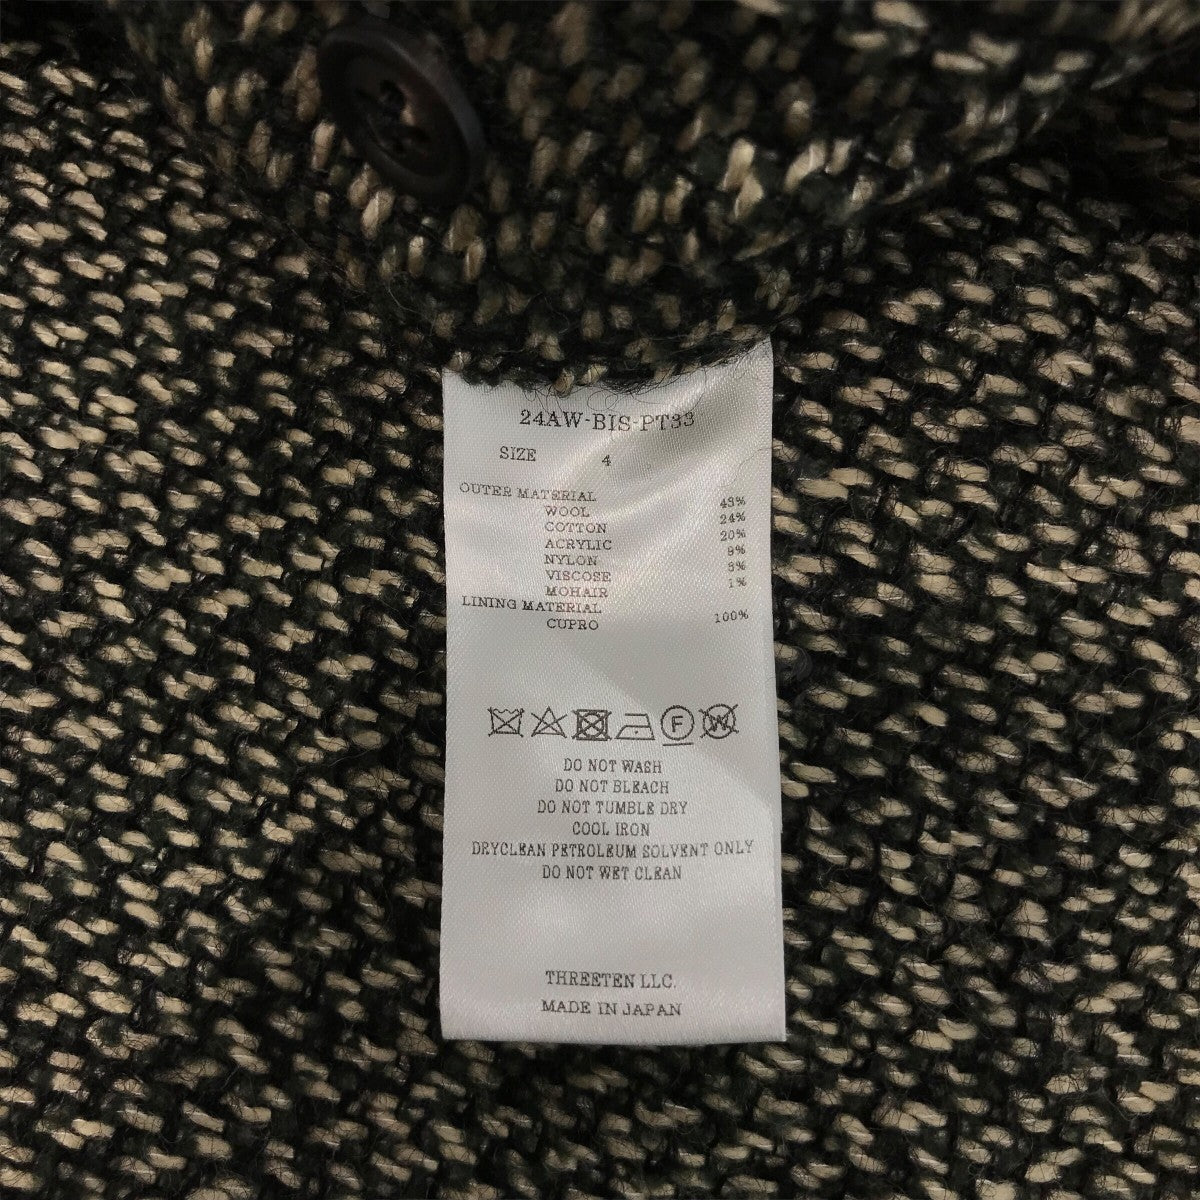 24AW-BIS-PT33
SIZE 4
OUTER MATERIAL
WOOL 43%
COTTON 24%
ACRYLIC 20%
NYLON 9%
VISCOSE 3%
MOHAIR 1%
LINING MATERIAL
CUPRO 100%
F W
DO NOT WASH
DO NOT BLEACH
DO NOT TUMBLE DRY
COOL IRON
DRYCLEAN PETROLEUM SOLVENT ONLY
DO NOT WET CLEAN
THREETEN LLC.
MADE IN JAPAN